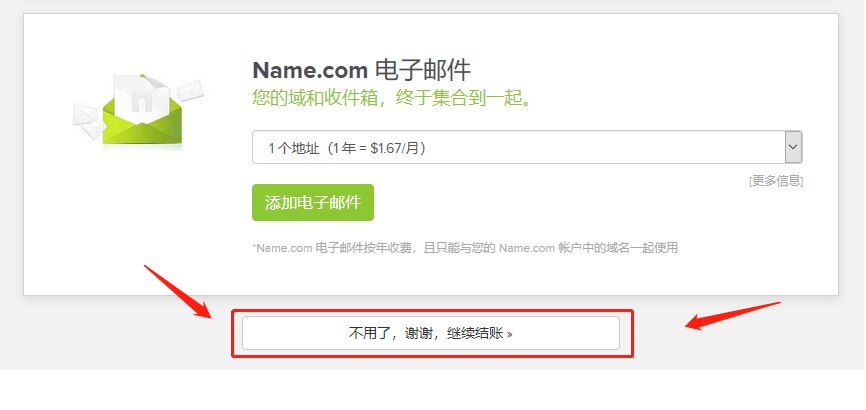 Name.com 电子邮件
您的域和收件箱，终于集合到一起。
1 个地址（1 年 = $1.67/月）
[更多信息]
添加电子邮件
*Name.com 电子邮件按年收费，且只能与您的 Name.com 帐户中的域名一起使用
不用了，谢谢，继续结账 »
n